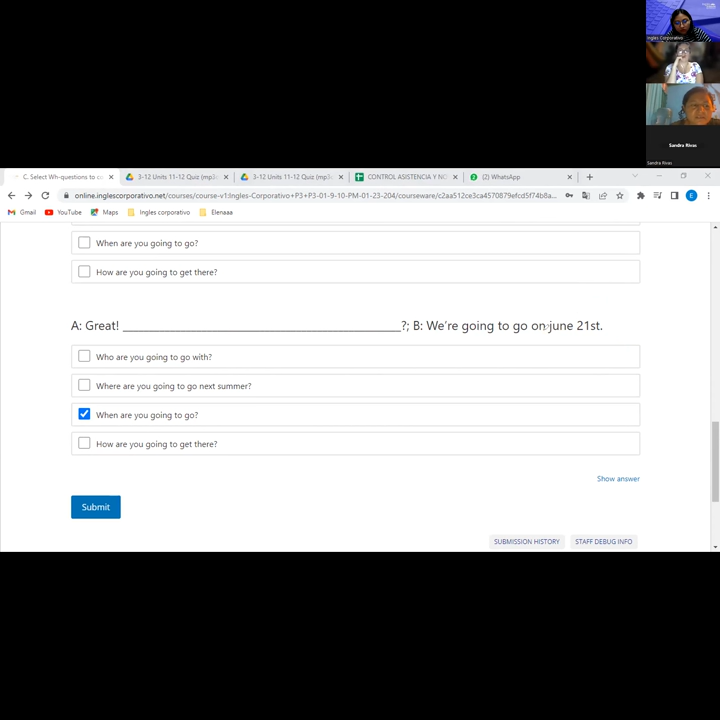 Ingles Corporativo
Sandra Rivas
Sandra Rivas
C. Select Wh-questions to co
3-12 Units 11-12 Quiz (mp3
3-12 Units 11-12 Quiz (mp3
CONTROL ASISTENCIA Y NO
(2) WhatsApp
online.inglescorporativo.net/courses/course-v1:Ingles-Corporativo+P3+P3-01-9-10-PM-01-23-204/courseware/c2aa512ce3ca4570879efcd5f74b8a...
E
Gmail
YouTube
Maps
Ingles corporativo
Elenaaa
When are you going to go?
How are you going to get there?
A: Great! ________________________________________?; B: We're going to go on june 21st.
Who are you going to go with?
Where are you going to go next summer?
When are you going to go?
How are you going to get there?
Show answer
Submit
SUBMISSION HISTORY
STAFF DEBUG INFO